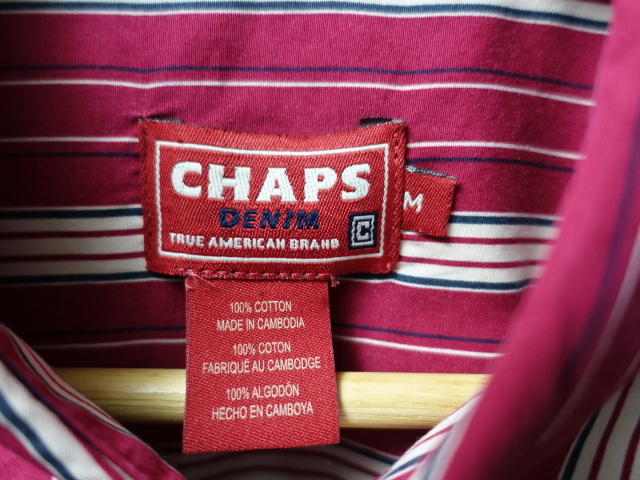 CHAPS
DENIM
TRUE AMERICAN BRAND
C
M
100% COTTON
MADE IN CAMBODIA
100% COTON
FABRIQUÉ AU CAMBODGE
100% ALGODÓN
HECHO EN CAMBOYA